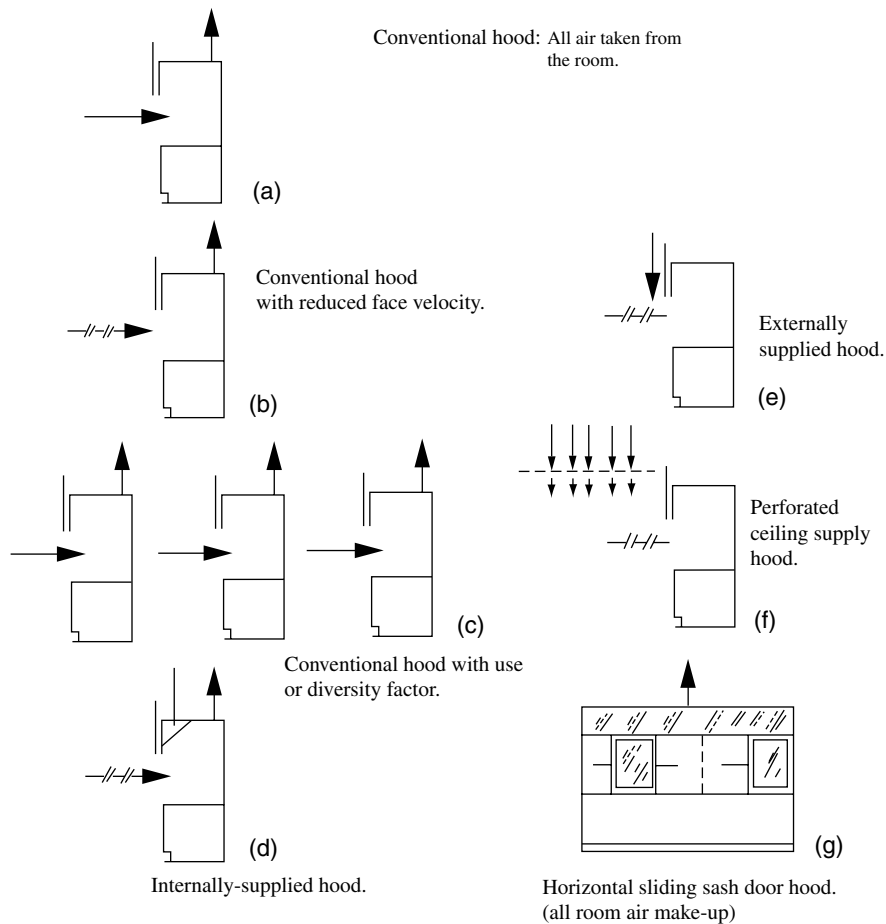 Conventional hood: All air taken from
the room.
(a)
Conventional hood
with reduced face velocity.
(b)
Externally
supplied hood.
(e)
Perforated
ceiling supply
hood.
(f)
(c)
Conventional hood with use
or diversity factor.
(d)
Internally-supplied hood.
(g)
Horizontal sliding sash door hood.
(all room air make-up)